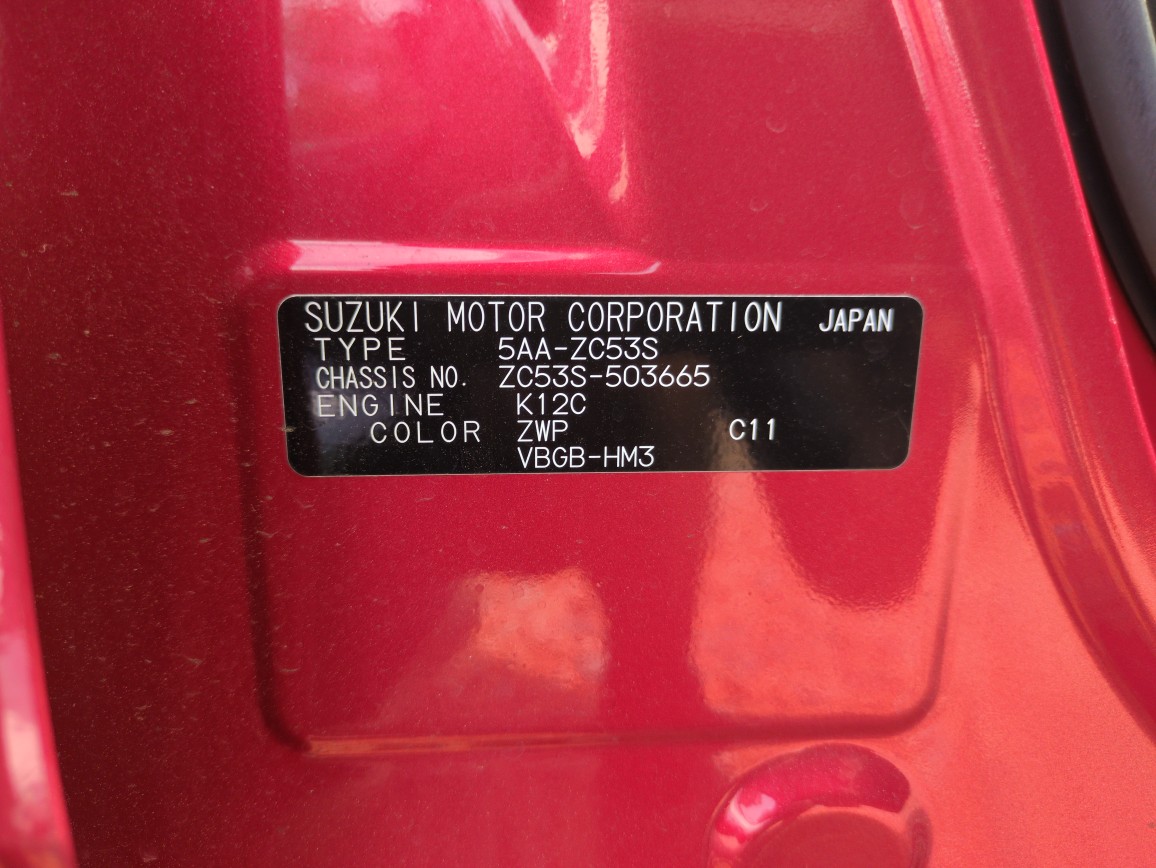 SUZUKI MOTOR CORPORATION JAPAN
TYPE 5AA-ZC53S
CHASSIS NO. ZC53S-503665
ENGINE K12C
COLOR ZWP C11
VBGB-HM3